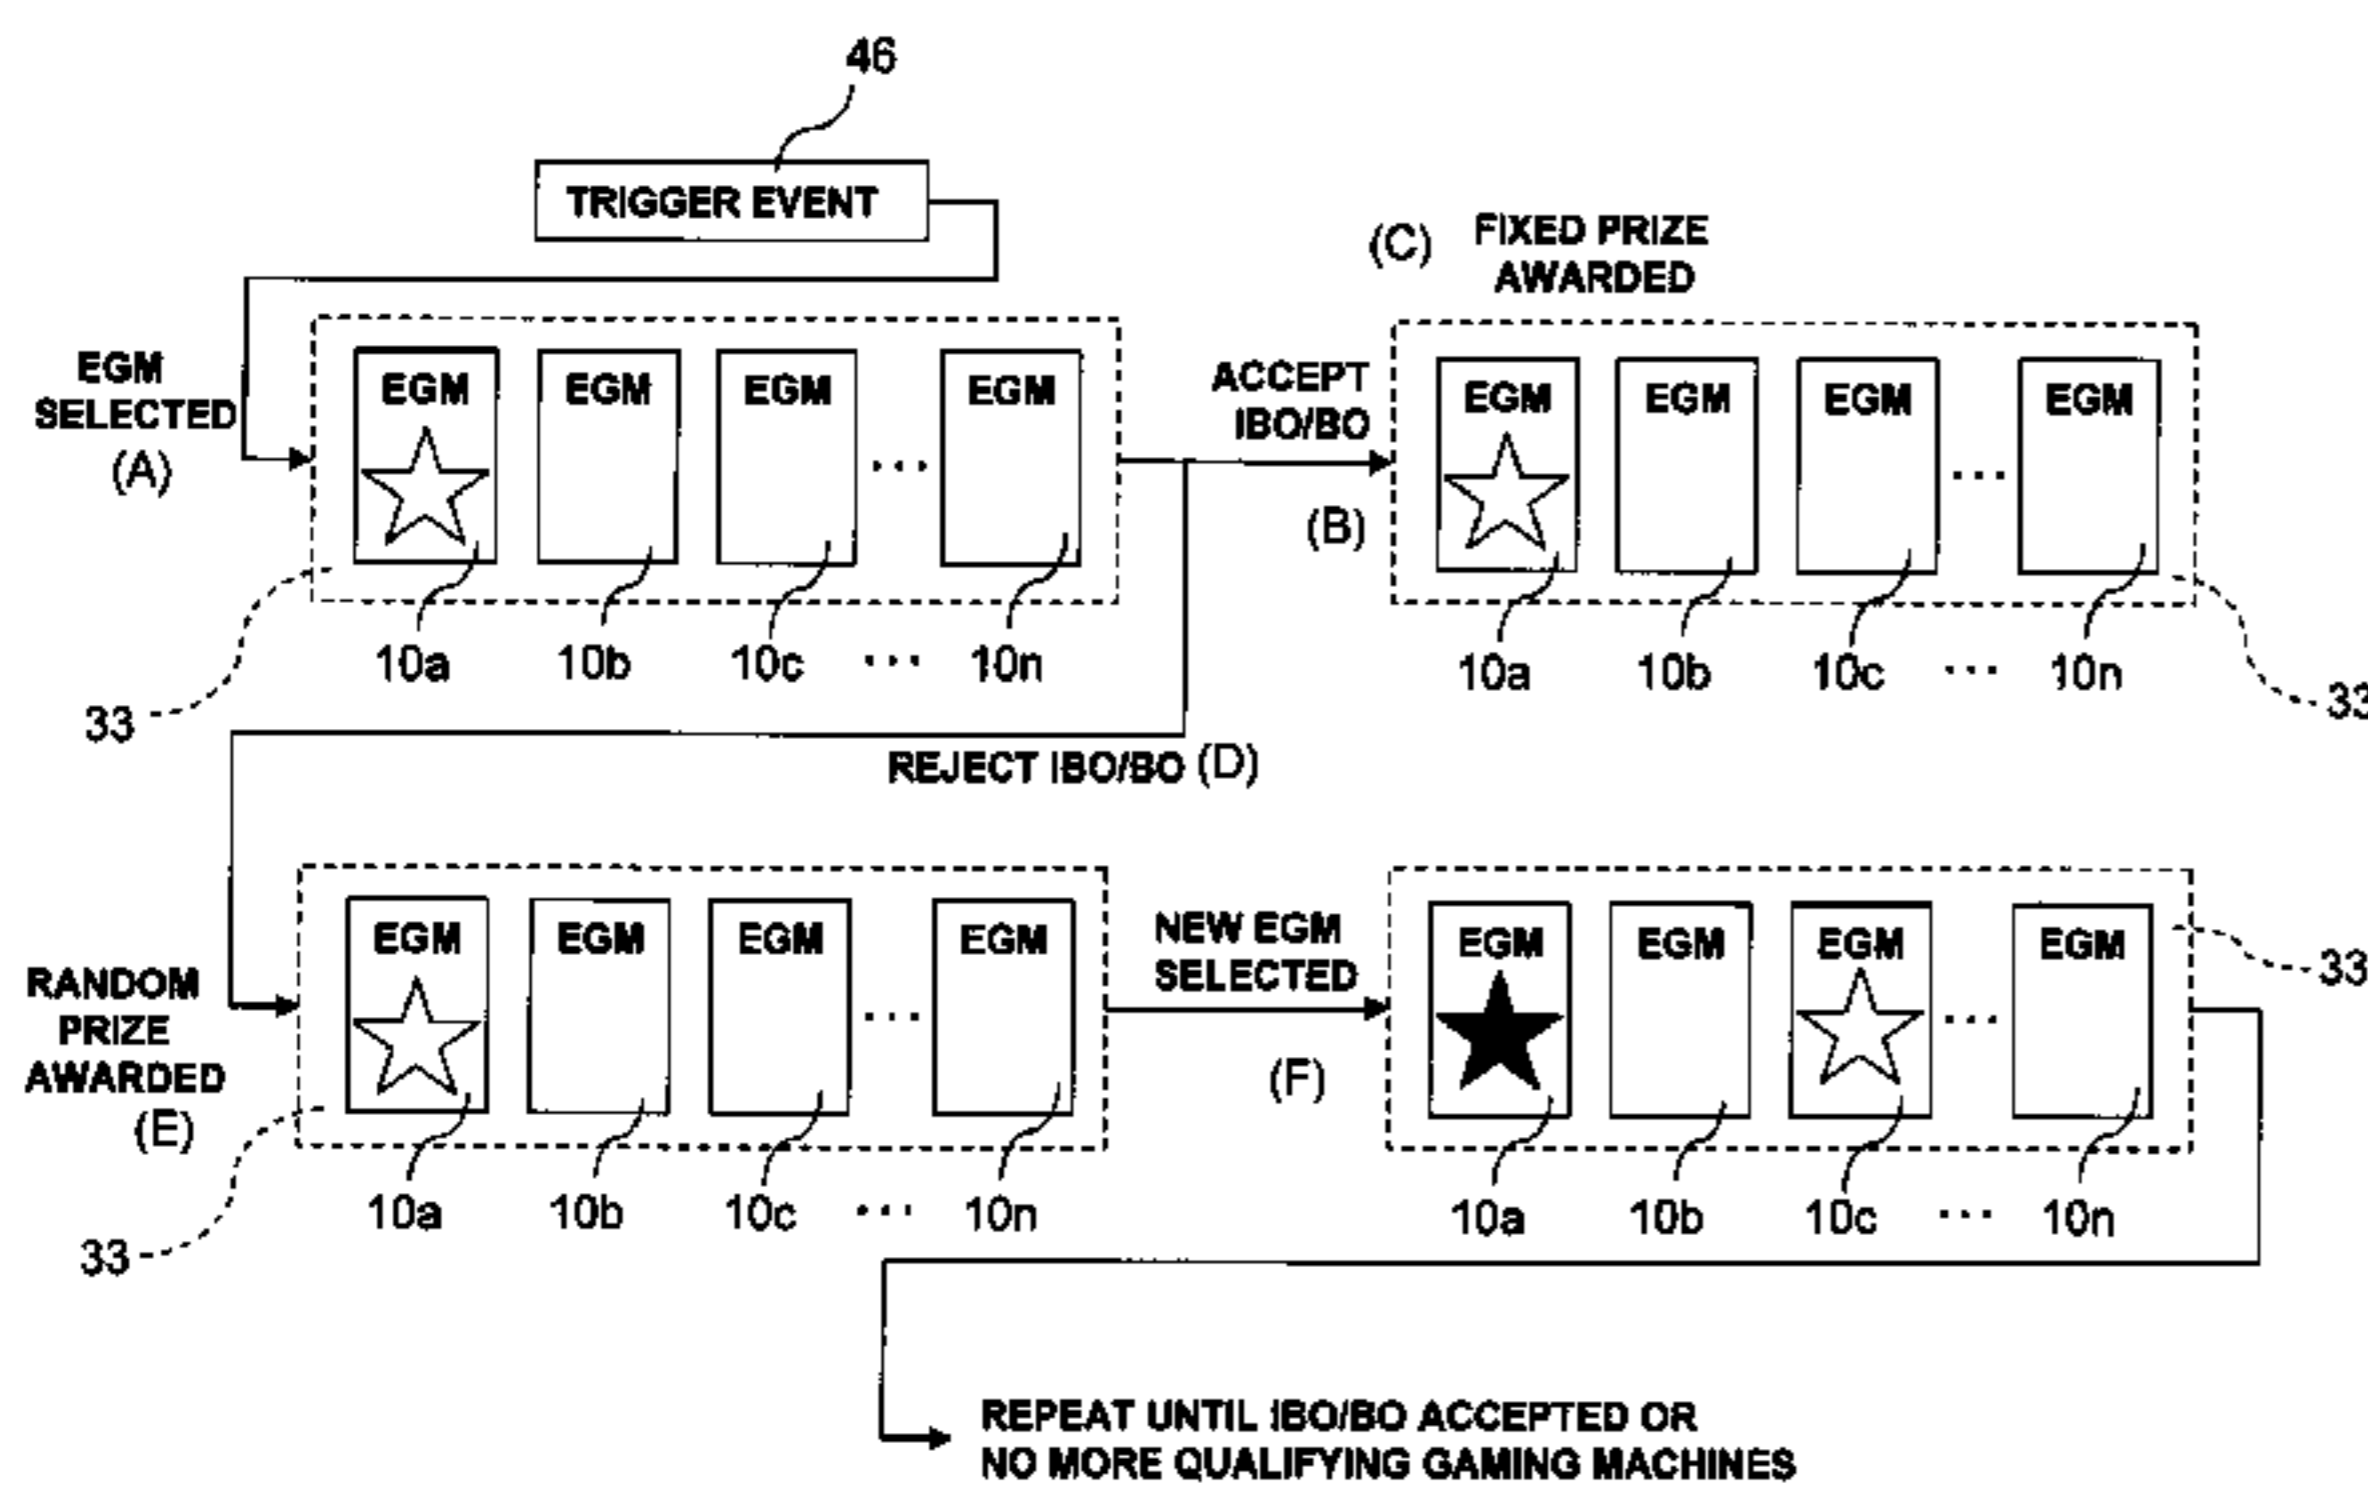 46
TRIGGER EVENT
(C) FIXED PRIZE
AWARDED
EGM
SELECTED
(A)
EGM EGM EGM EGM
...
ACCEPT
IBO/BO
(B)
EGM EGM EGM EGM
...
10a 10b 10c ... 10n
33
10a 10b 10c ... 10n
33
REJECT IBO/BO (D)
RANDOM
PRIZE
AWARDED
(E)
EGM EGM EGM EGM
...
NEW EGM
SELECTED
(F)
EGM EGM EGM EGM
...
33
10a 10b 10c ... 10n
33
10a 10b 10c ... 10n
REPEAT UNTIL IBO/BO ACCEPTED OR
NO MORE QUALIFYING GAMING MACHINES